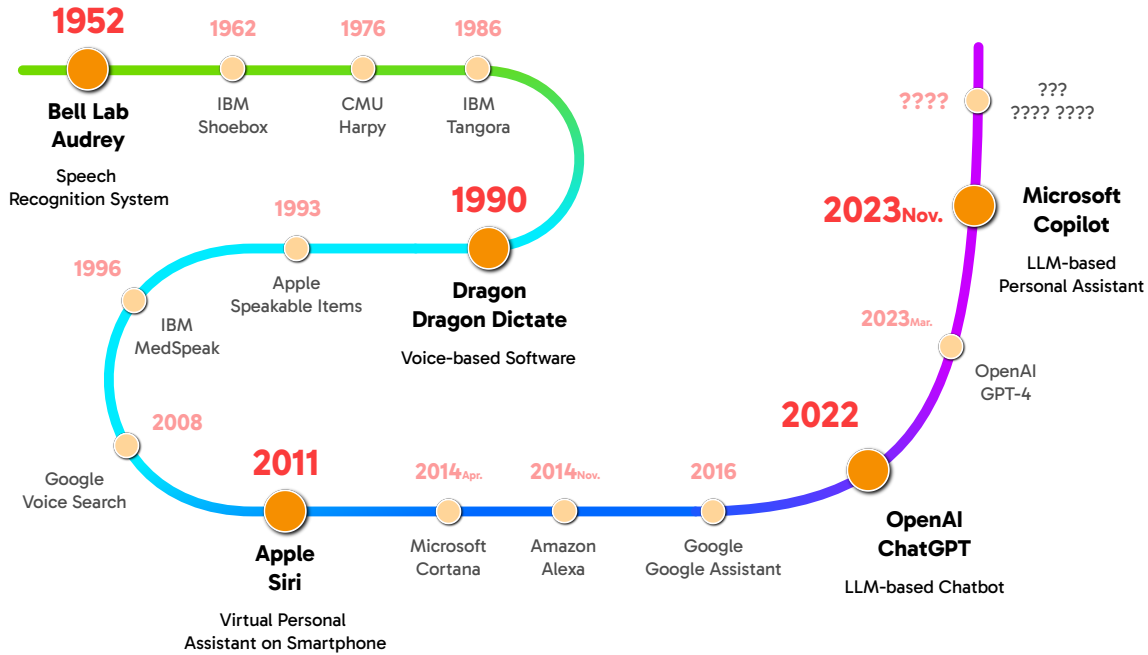 1952
Bell Lab
Audrey
Speech
Recognition System
1962
IBM
Shoebox
1976
CMU
Harpy
1986
IBM
Tangora
1990
Dragon
Dragon Dictate
Voice-based Software
1993
Apple
Speakable Items
1996
IBM
MedSpeak
2008
Google
Voice Search
2011
Apple
Siri
Virtual Personal
Assistant on Smartphone
2014Apr.
Microsoft
Cortana
2014Nov.
Amazon
Alexa
2016
Google
Google Assistant
2022
OpenAI
ChatGPT
LLM-based Chatbot
2023Mar.
OpenAI
GPT-4
2023Nov.
Microsoft
Copilot
LLM-based
Personal Assistant
????
???
???? ????